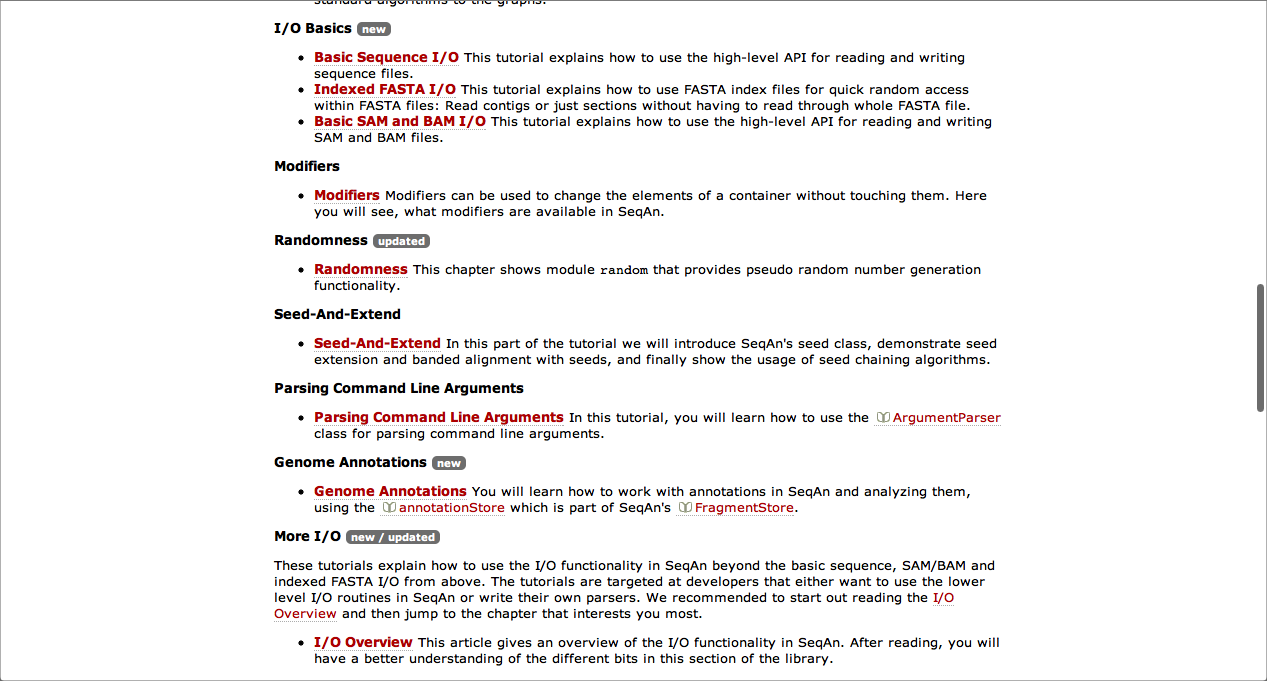 standard algorithms to the graphs.
I/O Basics new
• Basic Sequence I/O This tutorial explains how to use the high-level API for reading and writing
sequence files.
• Indexed FASTA I/O This tutorial explains how to use FASTA index files for quick random access
within FASTA files: Read contigs or just sections without having to read through whole FASTA file.
• Basic SAM and BAM I/O This tutorial explains how to use the high-level API for reading and writing
SAM and BAM files.
Modifiers
• Modifiers Modifiers can be used to change the elements of a container without touching them. Here
you will see, what modifiers are available in SeqAn.
Randomness updated
• Randomness This chapter shows module random that provides pseudo random number generation
functionality.
Seed-And-Extend
• Seed-And-Extend In this part of the tutorial we will introduce SeqAn's seed class, demonstrate seed
extension and banded alignment with seeds, and finally show the usage of seed chaining algorithms.
Parsing Command Line Arguments
• Parsing Command Line Arguments In this tutorial, you will learn how to use the ArgumentParser
class for parsing command line arguments.
Genome Annotations new
• Genome Annotations You will learn how to work with annotations in SeqAn and analyzing them,
using the annotationStore which is part of SeqAn's FragmentStore.
More I/O new / updated
These tutorials explain how to use the I/O functionality in SeqAn beyond the basic sequence, SAM/BAM and
indexed FASTA I/O from above. The tutorials are targeted at developers that either want to use the lower
level I/O routines in SeqAn or write their own parsers. We recommended to start out reading the I/O
Overview and then jump to the chapter that interests you most.
• I/O Overview This article gives an overview of the I/O functionality in SeqAn. After reading, you will
have a better understanding of the different bits in this section of the library.